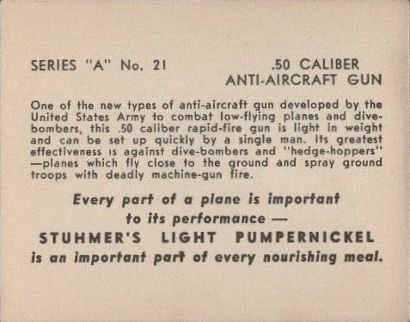 SERIES "A" No. 21
.50 CALIBER
ANTI-AIRCRAFT GUN
One of the new types of anti-aircraft gun developed by the
United States Army to combat low-flying planes and dive-
bombers, this .50 caliber rapid-fire gun is light in weight
and can be set up quickly by a single man. Its greatest
effectiveness is against dive-bombers and "hedge-hoppers"
—planes which fly close to the ground and spray ground
troops with deadly machine-gun fire.
Every part of a plane is important
to its performance —
STUHMER'S LIGHT PUMPERNICKEL
is an important part of every nourishing meal.